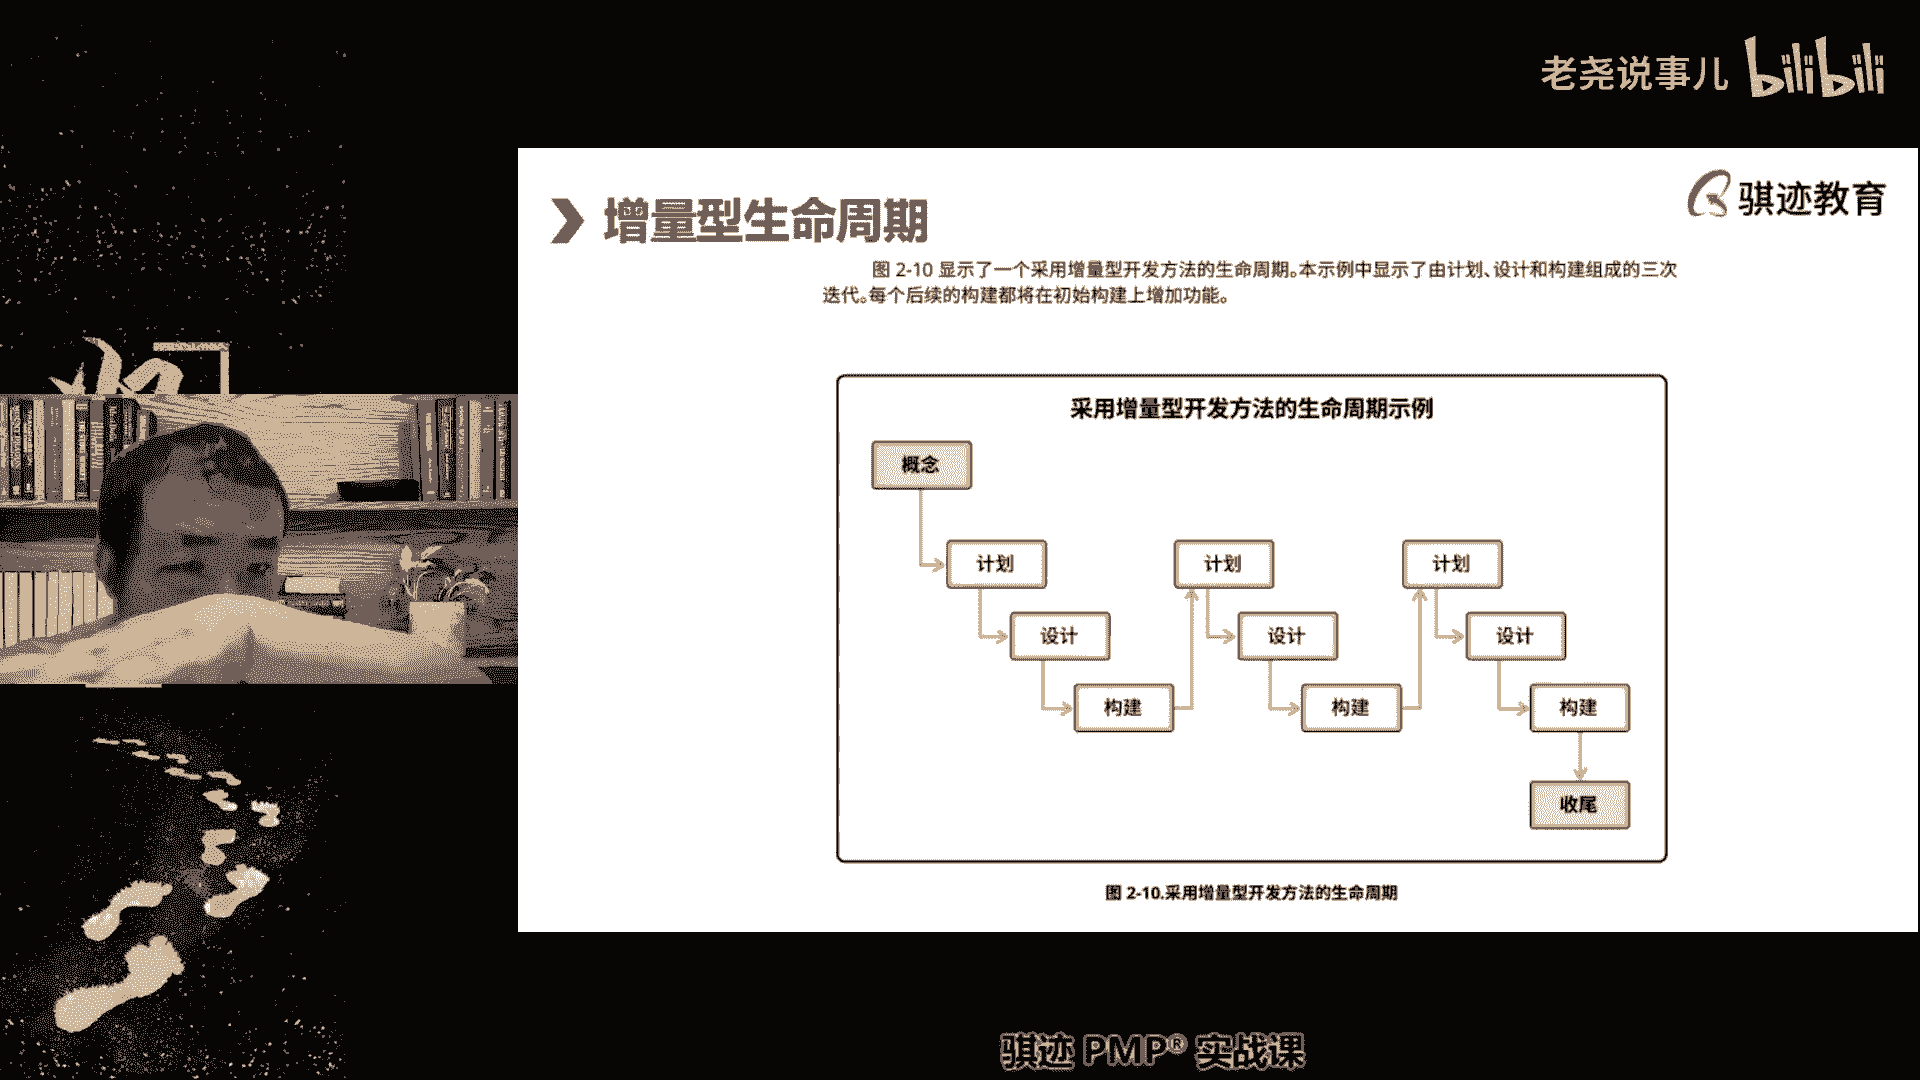 老尧说事儿 bilibili
骐迹教育
增量型生命周期
图 2-10 显示了一个采用增量型开发方法的生命周期。本示例中显示了由计划、设计和构建组成的三次
迭代。每个后续的构建都将在初始构建上增加功能。
采用增量型开发方法的生命周期示例
概念
计划 计划 计划
设计 设计 设计
构建 构建 构建
收尾
图 2-10.采用增量型开发方法的生命周期
骐迹 PMP® 实战课